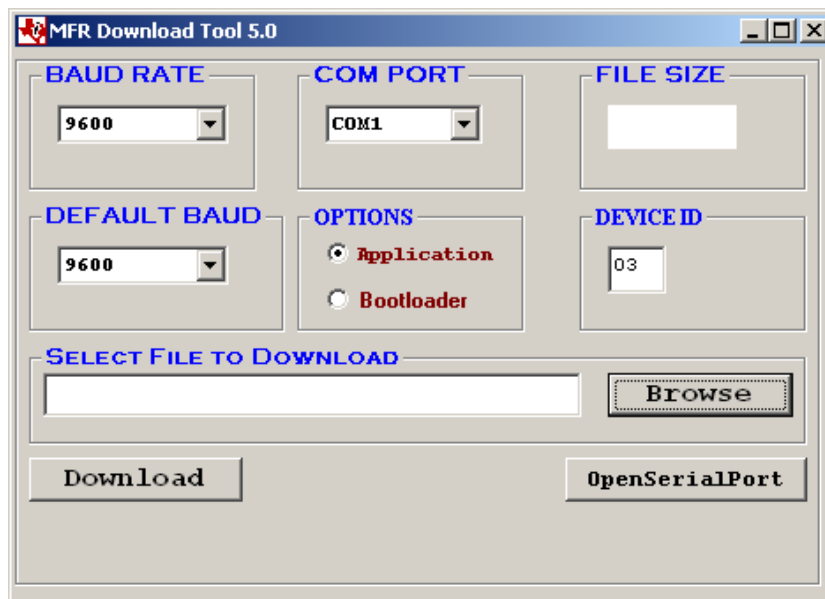 MFR Download Tool 5.0
BAUD RATE
COM PORT
FILE SIZE
9600
COM1
DEFAULT BAUD
OPTIONS
DEVICE ID
9600
Application
03
Bootloader
SELECT FILE TO DOWNLOAD
Browse
Download
OpenSerialPort